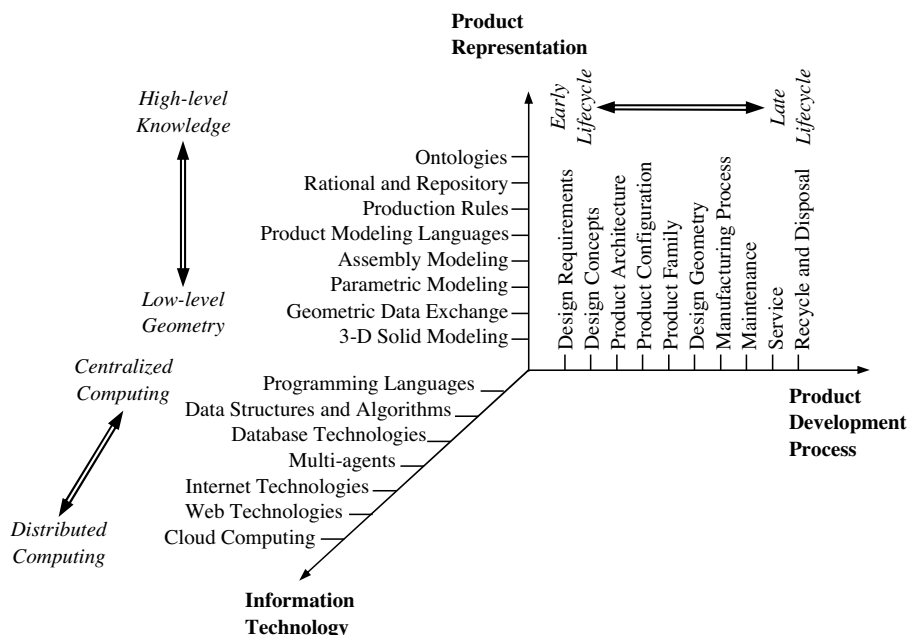 Product
Representation
High-level
Knowledge
Early
Lifecycle
Late
Lifecycle
Ontologies
Rational and Repository
Production Rules
Product Modeling Languages
Assembly Modeling
Parametric Modeling
Geometric Data Exchange
3-D Solid Modeling
Low-level
Geometry
Design Requirements
Design Concepts
Product Architecture
Product Configuration
Product Family
Design Geometry
Manufacturing Process
Maintenance
Service
Recycle and Disposal
Centralized
Computing
Programming Languages
Data Structures and Algorithms
Database Technologies
Multi-agents
Internet Technologies
Web Technologies
Cloud Computing
Distributed
Computing
Product
Development
Process
Information
Technology